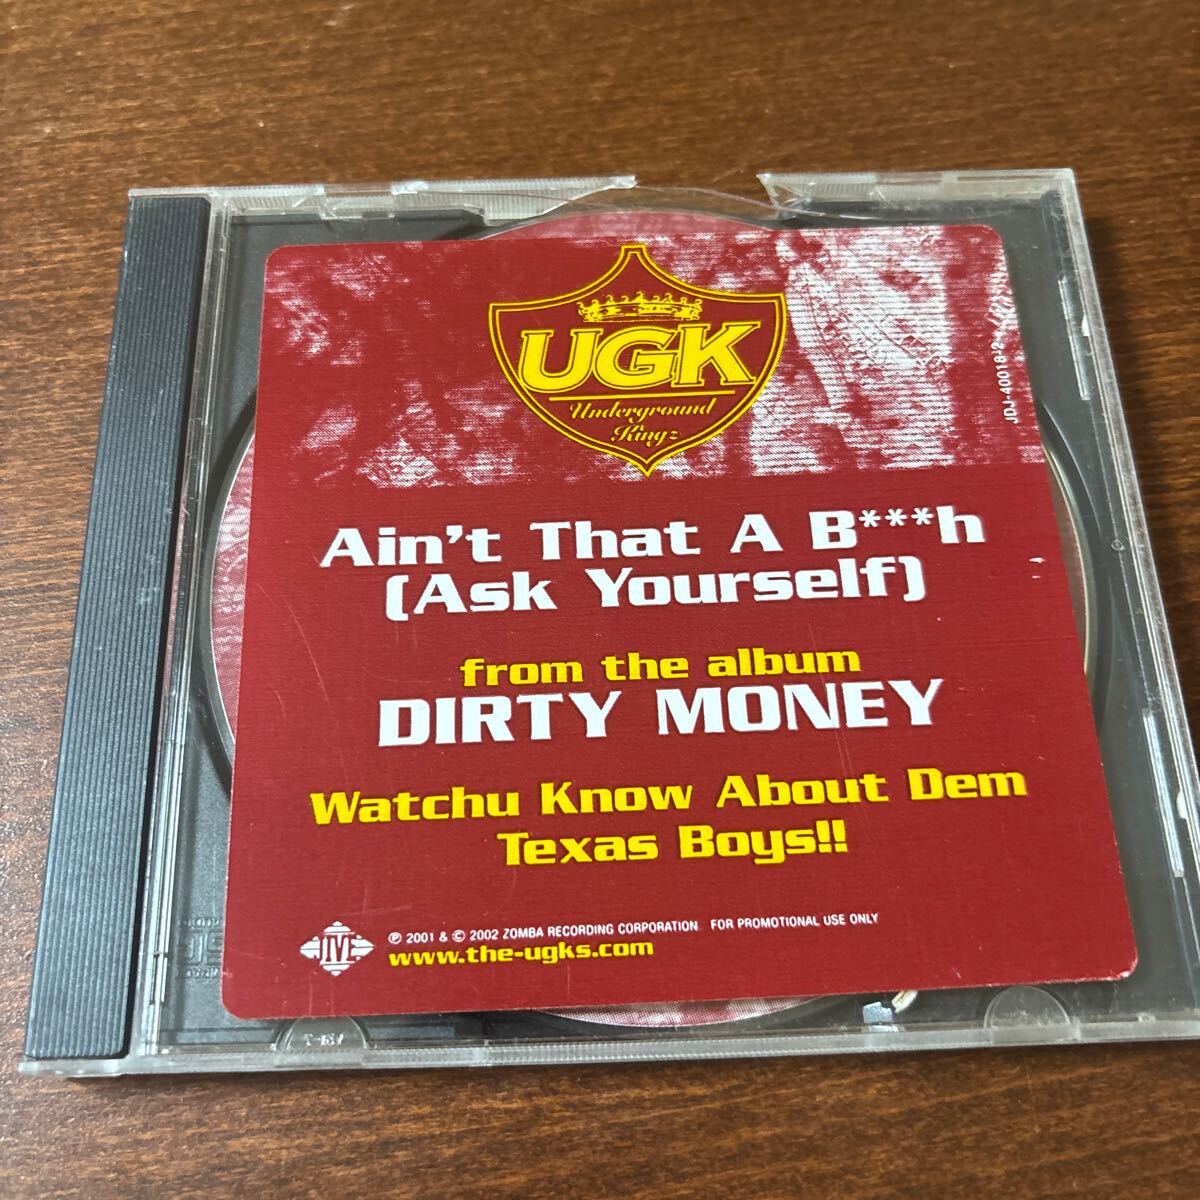 UGK
Underground
Kingz
JDJ-40018-2
Ain't That A B***h
(Ask Yourself)
from the album
DIRTY MONEY
Watchu Know About Dem
Texas Boys!!
JIVE
℗ 2001 & © 2002 ZOMBA RECORDING CORPORATION FOR PROMOTIONAL USE ONLY
www.the-ugks.com